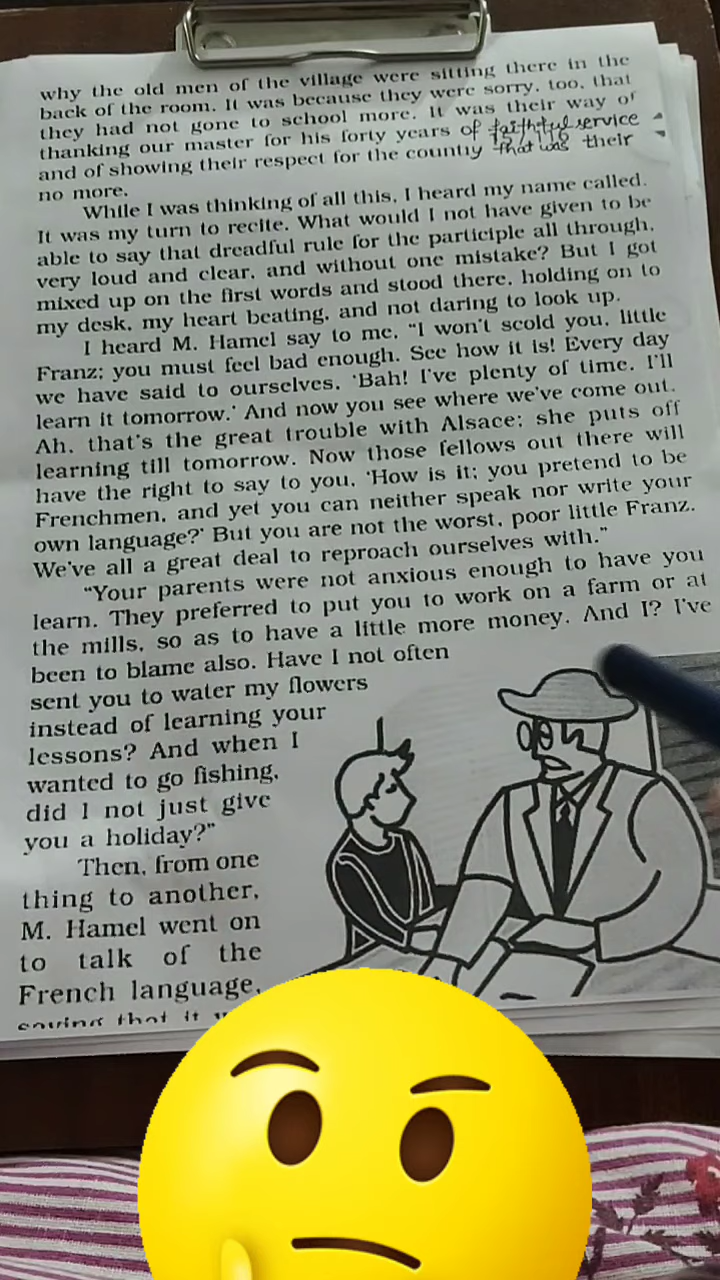 why the old men of the village were sitting there in the
back of the room. It was because they were sorry, too, that
they had not gone to school more. It was their way of
thanking our master for his forty years of faithful service
and of showing their respect for the country that was their
no more.
While I was thinking of all this, I heard my name called.
It was my turn to recite. What would I not have given to be
able to say that dreadful rule for the participle all through,
very loud and clear, and without one mistake? But I got
mixed up on the first words and stood there, holding on to
my desk, my heart beating, and not daring to look up.
I heard M. Hamel say to me, “I won't scold you, little
Franz; you must feel bad enough. See how it is! Every day
we have said to ourselves, ‘Bah! I've plenty of time. I'll
learn it tomorrow.’ And now you see where we've come out.
Ah, that's the great trouble with Alsace; she puts off
learning till tomorrow. Now those fellows out there will
have the right to say to you, ‘How is it; you pretend to be
Frenchmen, and yet you can neither speak nor write your
own language?’ But you are not the worst, poor little Franz.
We've all a great deal to reproach ourselves with.”
“Your parents were not anxious enough to have you
learn. They preferred to put you to work on a farm or at
the mills, so as to have a little more money. And I? I've
been to blame also. Have I not often
sent you to water my flowers
instead of learning your
lessons? And when I
wanted to go fishing,
did I not just give
you a holiday?”
Then, from one
thing to another,
M. Hamel went on
to talk of the
French language,
saying that it